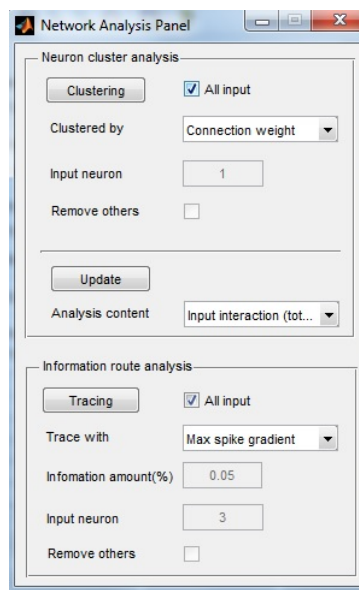 Network Analysis Panel
Neuron cluster analysis
Clustering All input
Clustered by Connection weight
Input neuron 1
Remove others
Update
Analysis content Input interaction (tot...
Information route analysis
Tracing All input
Trace with Max spike gradient
Infomation amount(%) 0.05
Input neuron 3
Remove others